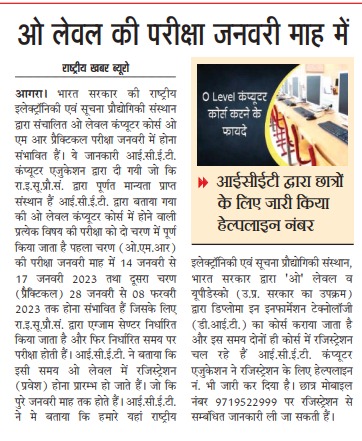 ओ लेवल की परीक्षा जनवरी माह में
राष्ट्रीय खबर ब्यूरो
आगरा। भारत सरकार की राष्ट्रीय
इलेक्ट्रॉनिकी एवं सूचना प्रौद्योगिकी संस्थान
द्वारा संचालित ओ लेवल कंप्यूटर कोर्स ओ
एम आर प्रैक्टिकल परीक्षा जनवरी में होना
संभावित हैं। ये जानकारी आई.सी.ई.टी.
कंप्यूटर एजुकेशन द्वारा दी गयी जो कि
रा.इ.सू.प्रौ.सं. द्वारा पूर्णत मान्यता प्राप्त
संस्थान हैं आई.सी.ई.टी. द्वारा बताया गया
की ओ लेवल कंप्यूटर कोर्स में होने वाली
प्रत्येक विषय की परीक्षा को दो चरण में पूर्ण
किया जाता है पहला चरण (ओ.एम.आर)
की परीक्षा जनवरी माह में 14 जनवरी से
17 जनवरी 2023 तथा दूसरा चरण
(प्रैक्टिकल) 28 जनवरी से 08 फरवरी
2023 तक होना संभावित हैं जिसके लिए
रा.इ.सू.प्रौ.सं. द्वारा एग्जाम सेण्टर निर्धारित
किया जाता है और फिर निर्धारित समय पर
परीक्षा होती हैं। आई.सी.ई.टी. ने बताया कि
इसी समय ओ लेवल में रजिस्ट्रेशन
(प्रवेश) होना प्रारम्भ हो जाते हैं। जो कि
पुरे जनवरी माह तक होते हैं। आई.सी.ई.टी.
ने मे बताया कि हमारे यहां राष्ट्रीय
O Level कंप्यूटर
कोर्स करने के
फायदे
आईसीईटी द्वारा छात्रों
के लिए जारी किया
हेल्पलाइन नंबर
इलेक्ट्रॉनिकी एवं सूचना प्रौद्योगिकी संस्थान,
भारत सरकार द्वारा 'ओ' लेवल व
यूपीडेस्को (उ.प्र. सरकार का उपक्रम)
द्वारा डिप्लोमा इन इनफार्मेशन टेक्नोलॉजी
(डी.आई.टी.) का कोर्स कराया जाता है
और इस समय दोनों ही कोर्स में रजिस्ट्रेशन
चल रहे हैं आई.सी.ई.टी. कंप्यूटर
एजुकेशन ने रजिस्ट्रेशन के लिए हेल्पलाइन
नं. भी जारी कर दिया है। छात्र मोबाइल
नंबर 9719522999 पर रजिस्ट्रेशन से
सम्बंधित जानकारी ली जा सकती हैं।